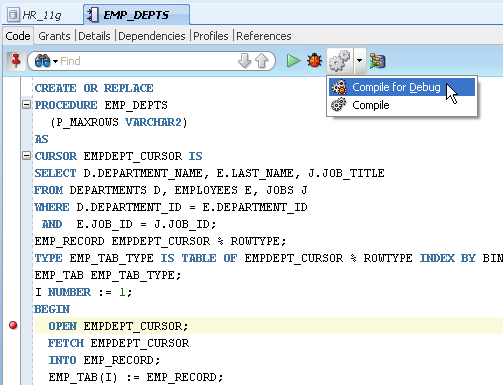 HR_11g EMP_DEPTS
Code Grants Details Dependencies Profiles References
Find
Compile for Debug
Compile
CREATE OR REPLACE
PROCEDURE EMP_DEPTS
(P_MAXROWS VARCHAR2)
AS
CURSOR EMPDEPT_CURSOR IS
SELECT D.DEPARTMENT_NAME, E.LAST_NAME, J.JOB_TITLE
FROM DEPARTMENTS D, EMPLOYEES E, JOBS J
WHERE D.DEPARTMENT_ID = E.DEPARTMENT_ID
AND E.JOB_ID = J.JOB_ID;
EMP_RECORD EMPDEPT_CURSOR % ROWTYPE;
TYPE EMP_TAB_TYPE IS TABLE OF EMPDEPT_CURSOR % ROWTYPE INDEX BY BIN
EMP_TAB EMP_TAB_TYPE;
I NUMBER := 1;
BEGIN
OPEN EMPDEPT_CURSOR;
FETCH EMPDEPT_CURSOR
INTO EMP_RECORD;
EMP_TAB(I) := EMP_RECORD;